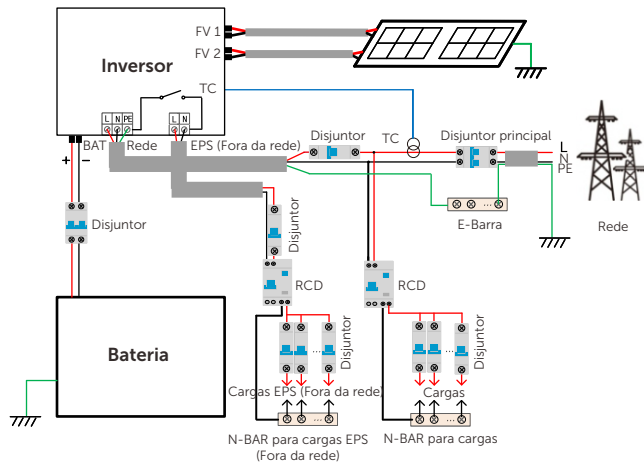 FV 1
FV 2
Inversor
TC
L N PE
L N
BAT
Rede
EPS (Fora da rede)
+
−
Disjuntor
TC
Disjuntor principal
L
N
PE
Disjuntor
Disjuntor
E-Barra
Rede
RCD
RCD
Bateria
...
Disjuntor
...
Disjuntor
Cargas EPS (Fora da rede)
Cargas
...
...
...
N-BAR para cargas EPS
(Fora da rede)
N-BAR para cargas